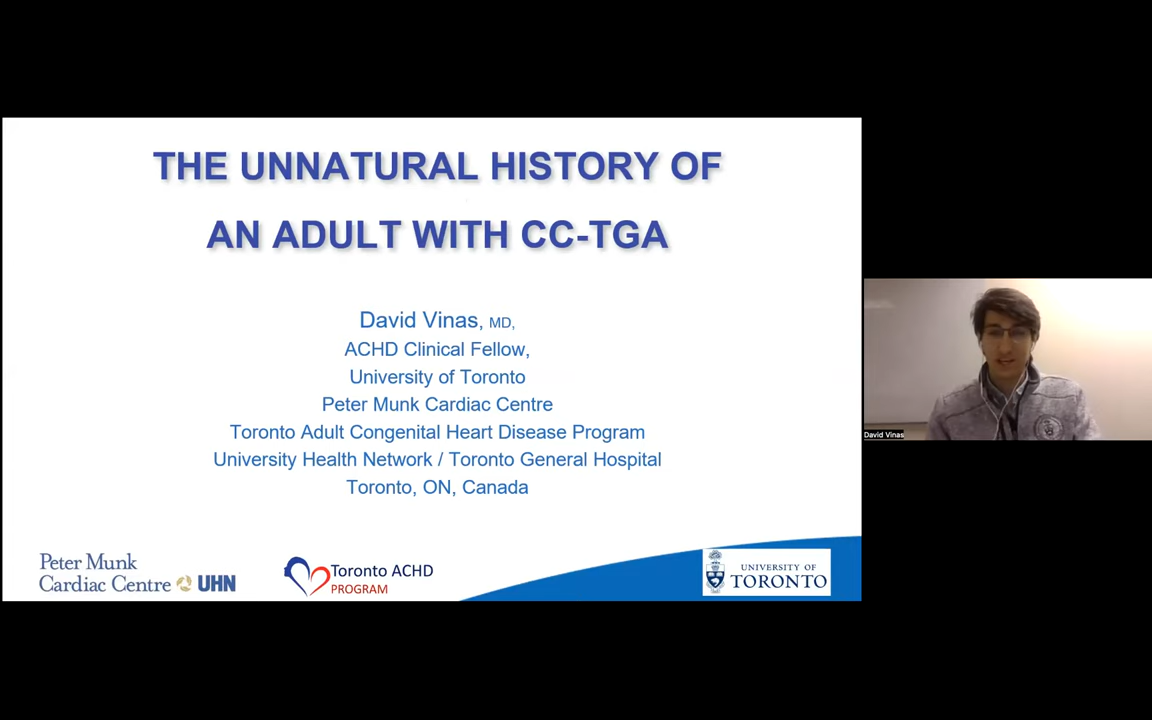 THE UNNATURAL HISTORY OF
AN ADULT WITH CC-TGA
David Vinas, MD,
ACHD Clinical Fellow,
University of Toronto
Peter Munk Cardiac Centre
Toronto Adult Congenital Heart Disease Program
University Health Network / Toronto General Hospital
Toronto, ON, Canada
Peter Munk
Cardiac Centre UHN
Toronto ACHD
PROGRAM
UNIVERSITY OF
TORONTO
David Vinas